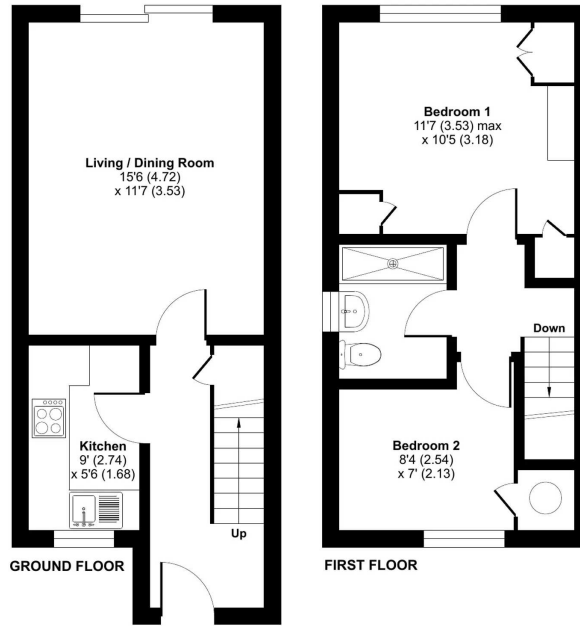 Living / Dining Room
15'6 (4.72)
x 11'7 (3.53)
Kitchen
9' (2.74)
x 5'6 (1.68)
Up
GROUND FLOOR
Bedroom 1
11'7 (3.53) max
x 10'5 (3.18)
Down
Bedroom 2
8'4 (2.54)
x 7' (2.13)
FIRST FLOOR